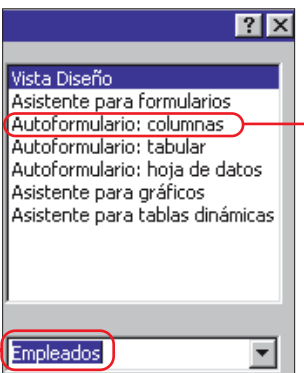 Vista Diseño
Asistente para formularios
Autoformulario: columnas
Autoformulario: tabular
Autoformulario: hoja de datos
Asistente para gráficos
Asistente para tablas dinámicas
Empleados